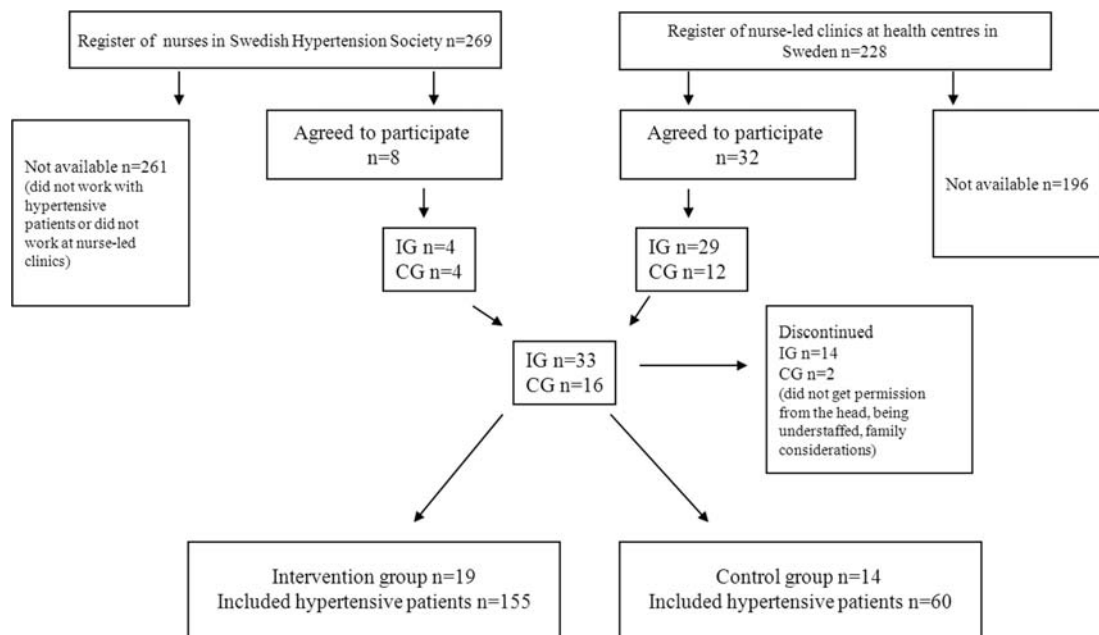 Register of nurses in Swedish Hypertension Society n=269
Register of nurse-led clinics at health centres in
Sweden n=228
Not available n=261
(did not work with
hypertensive
patients or did not
work at nurse-led
clinics)
Agreed to participate
n=8
Agreed to participate
n=32
Not available n=196
IG n=4
CG n=4
IG n=29
CG n=12
IG n=33
CG n=16
Discontinued
IG n=14
CG n=2
(did not get permission
from the head, being
understaffed, family
considerations)
Intervention group n=19
Included hypertensive patients n=155
Control group n=14
Included hypertensive patients n=60